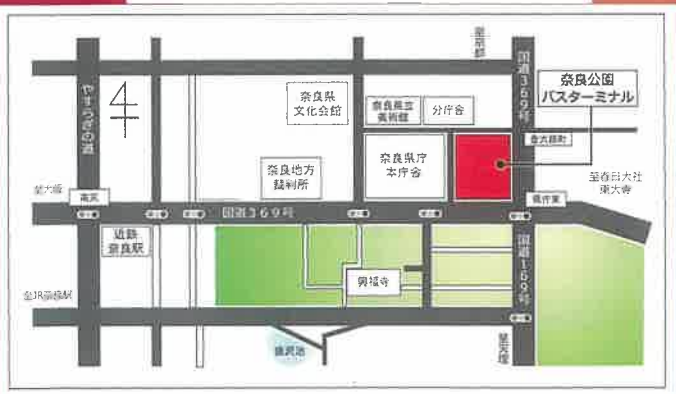 至京都
奈良公園
バスターミナル
国道369号
やすらぎの道
奈良県
文化会館
奈良県立
美術館
分庁舎
登大路町
奈良県庁
本庁舎
奈良地方
裁判所
至春日大社
東大寺
至大阪
高天
県庁東
国道369号
近鉄
奈良駅
国道169号
興福寺
至JR奈良駅
猿沢池
至天理